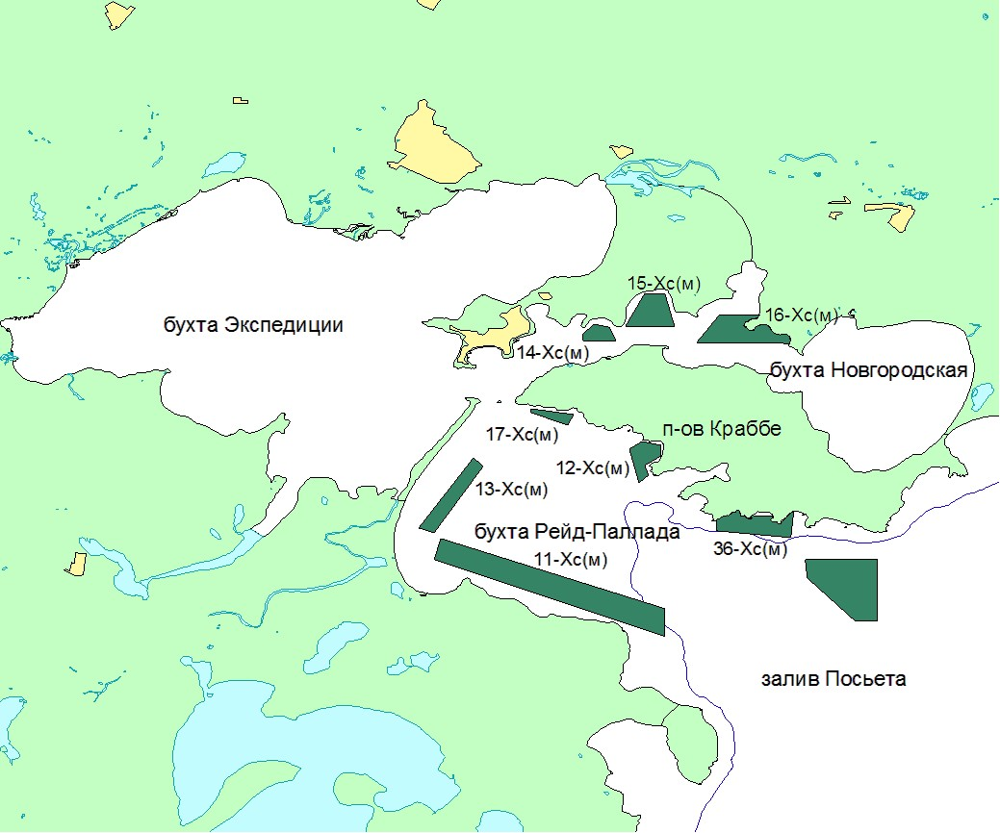 15-Хс(м)
16-Хс(м)
бухта Экспедиции
14-Хс(м)
бухта Новгородская
п-ов Краббе
17-Хс(м)
12-Хс(м)
13-Хс(м)
бухта Рейд-Паллада
36-Хс(м)
11-Хс(м)
залив Посьета